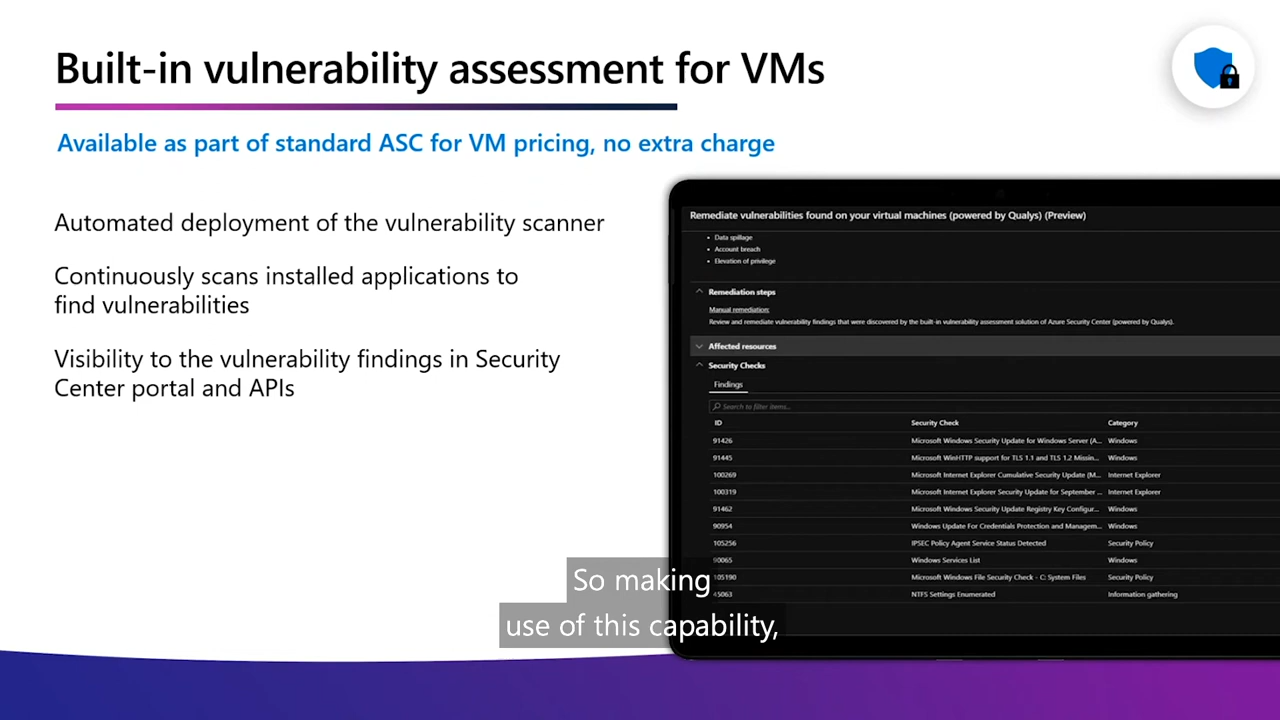 Built-in vulnerability assessment for VMs
Available as part of standard ASC for VM pricing, no extra charge
Automated deployment of the vulnerability scanner
Continuously scans installed applications to
find vulnerabilities
Visibility to the vulnerability findings in Security
Center portal and APIs
Remediate vulnerabilities found on your virtual machines (powered by Qualys) (Preview)
• Data spillage
• Account breach
• Elevation of privilege
Remediation steps
Manual remediation:
Review and remediate vulnerability findings that were discovered by the built-in vulnerability assessment solution of Azure Security Center (powered by Qualys).
Affected resources
Security Checks
Findings
Search to filter items...
ID Security Check Category
91426 Microsoft Windows Security Update for Windows Server (A... Windows
91445 Microsoft WinHTTP support for TLS 1.1 and TLS 1.2 Missin... Windows
100269 Microsoft Internet Explorer Cumulative Security Update (M... Internet Explorer
100319 Microsoft Internet Explorer Security Update for September ... Internet Explorer
91462 Microsoft Windows Security Update Registry Key Configur... Windows
90954 Windows Update For Credentials Protection and Managem... Windows
105256 IPSEC Policy Agent Service Status Detected Security Policy
90065 Windows Services List Windows
105190 Microsoft Windows File Security Check - C: System Files Security Policy
45063 NTFS Settings Enumerated Information gathering
So making
use of this capability,